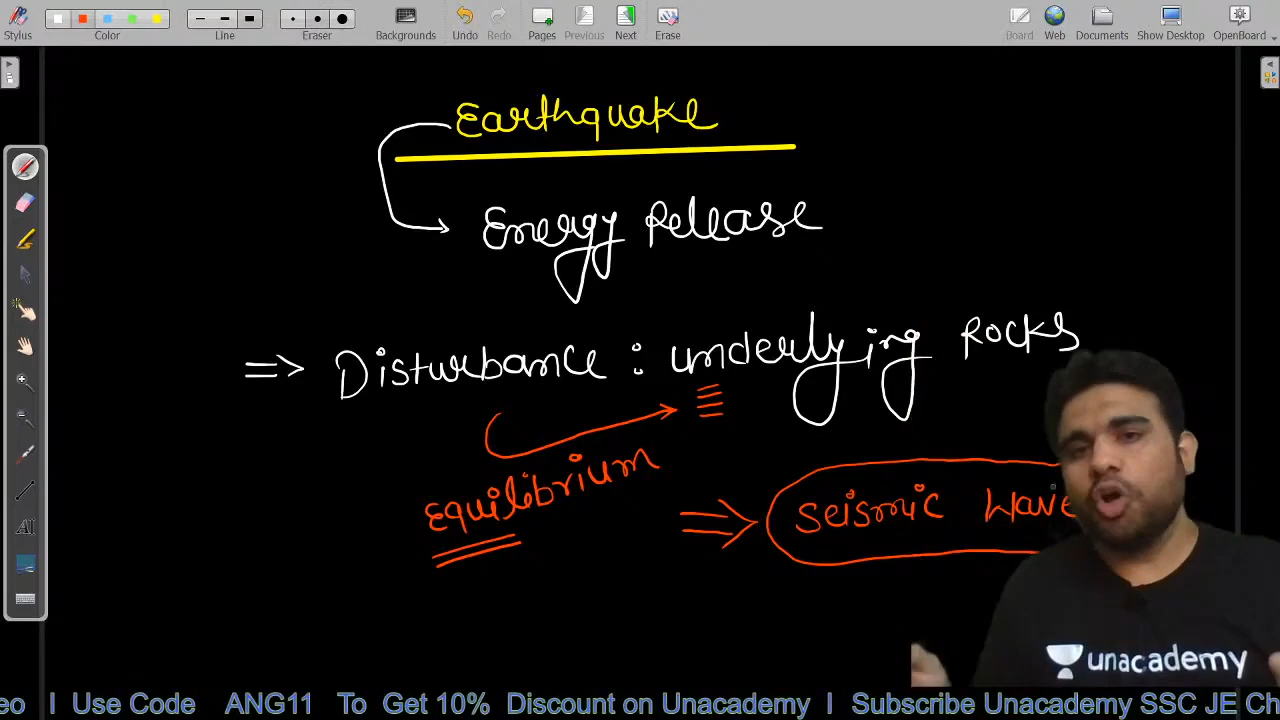 Stylus Color Line Eraser Backgrounds Undo Redo Pages Previous Next Erase Board Web Documents Show Desktop OpenBoard
Earthquake
Energy Release
=> Disturbance : underlying Rocks
Equilibrium
=> Seismic Wave
unacademy
eo I Use Code ANG11 To Get 10% Discount on Unacademy I Subscribe Unacademy SSC JE Ch